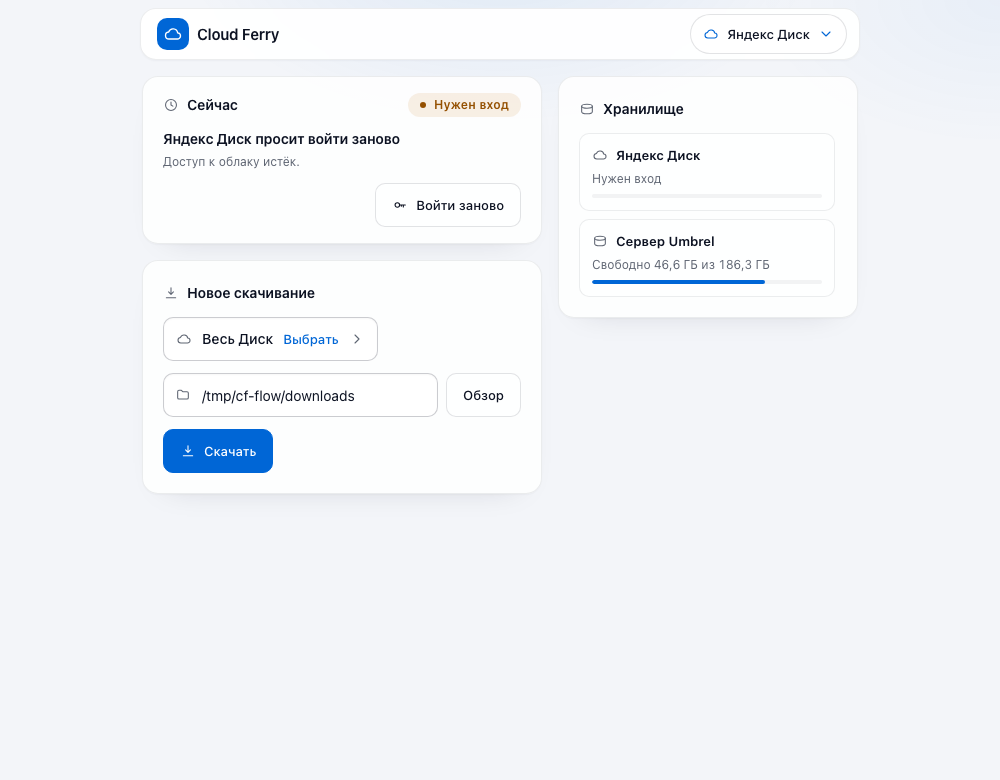 Cloud Ferry
Яндекс Диск
Сейчас
Нужен вход
Яндекс Диск просит войти заново
Доступ к облаку истёк.
Войти заново
Новое скачивание
Весь Диск Выбрать
/tmp/cf-flow/downloads
Обзор
Скачать
Хранилище
Яндекс Диск
Нужен вход
Сервер Umbrel
Свободно 46,6 ГБ из 186,3 ГБ